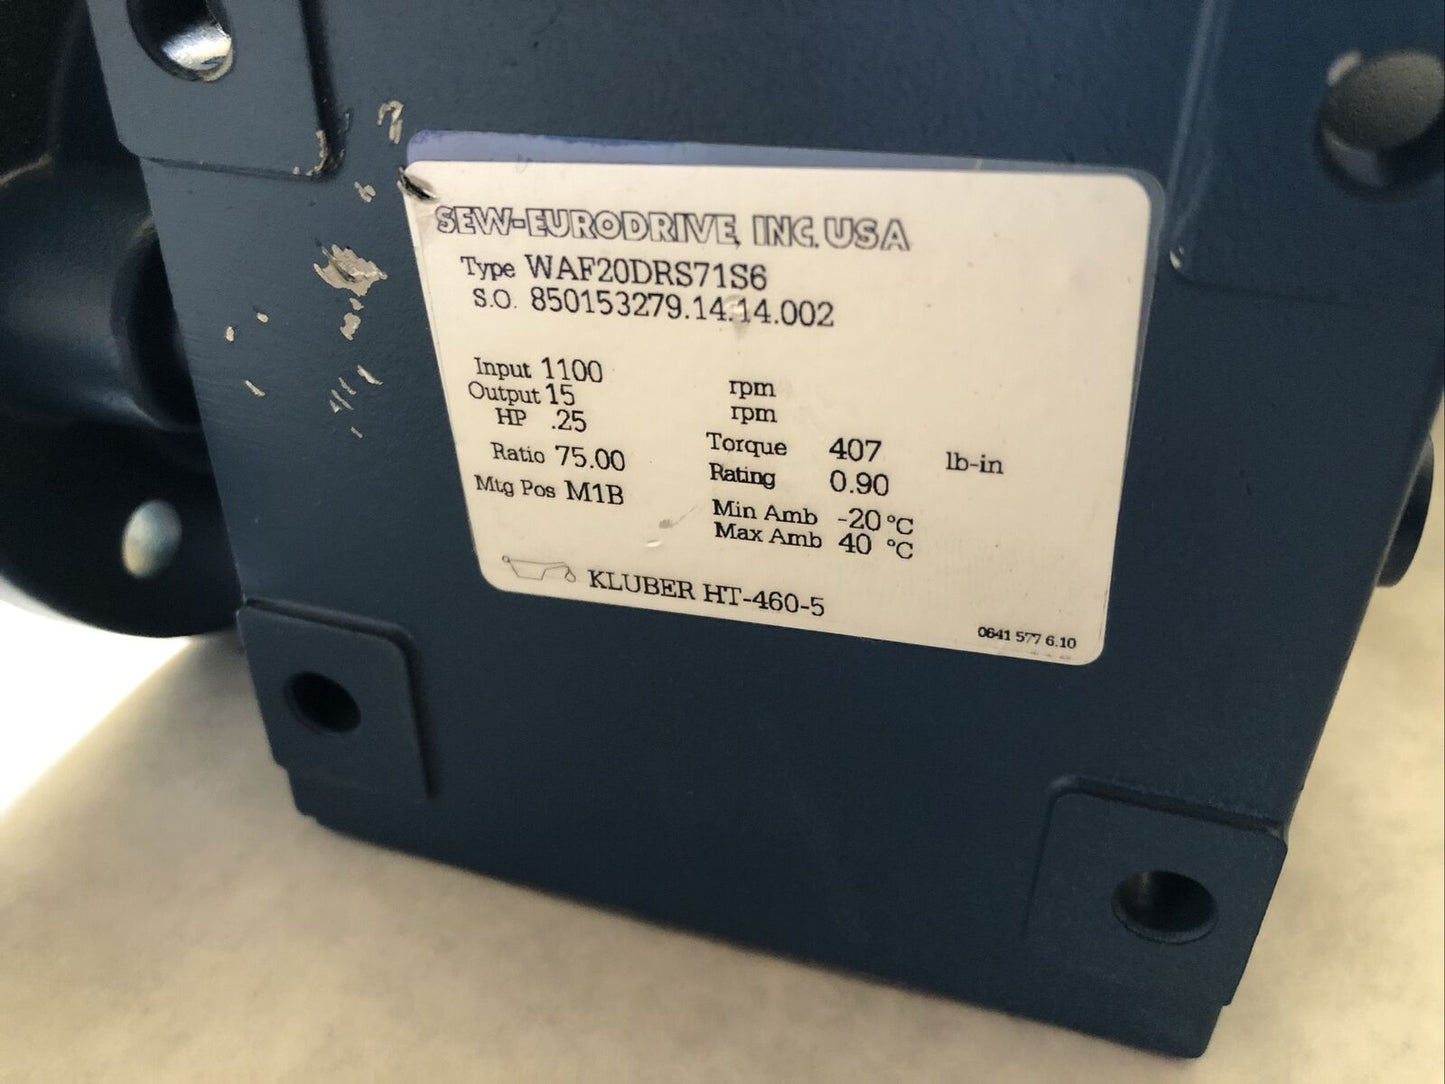 SEW-EURODRIVE, INC. USA
Type WAF20DRS71S6
S.O. 850153279.14.14.002
Input 1100 rpm
Output 15 rpm
HP .25 Torque 407 lb-in
Ratio 75.00 Rating 0.90
Mtg Pos M1B Min Amb -20 °C
Max Amb 40 °C
KLUBER HT-460-5
0641 577 6.10